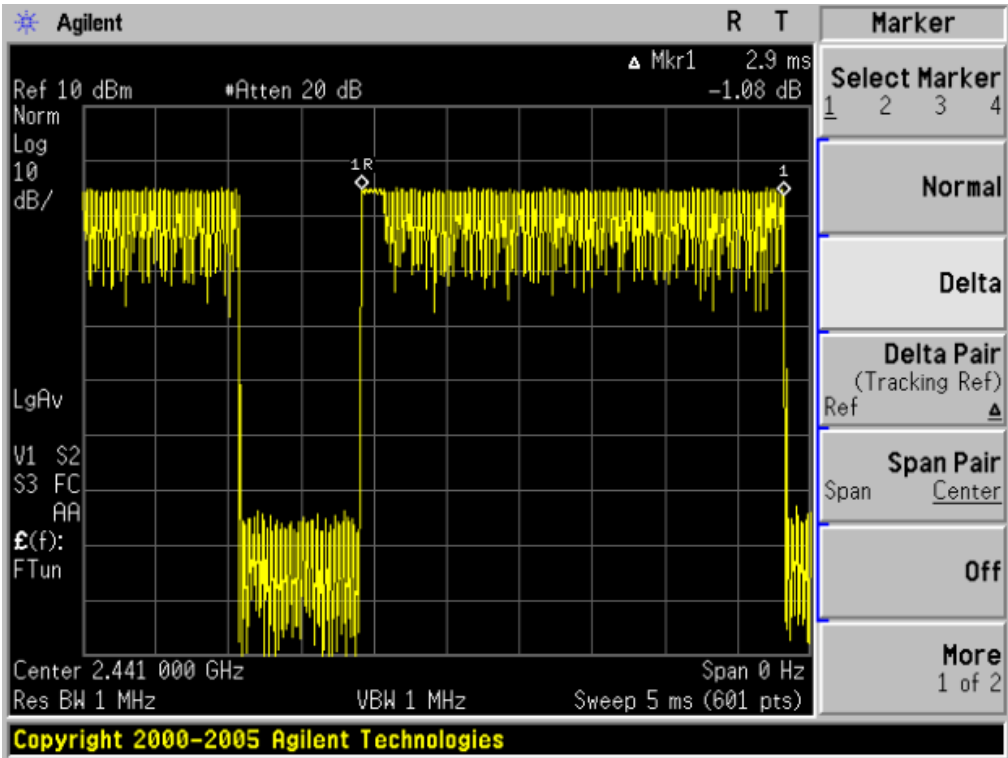 Agilent R T
Marker
Δ Mkr1 2.9 ms
Ref 10 dBm #Atten 20 dB -1.08 dB
Norm
Log
10
dB/
1R
1
LgAv
V1 S2
S3 FC
AA
£(f):
FTun
Center 2.441 000 GHz Span 0 Hz
Res BW 1 MHz VBW 1 MHz Sweep 5 ms (601 pts)
Copyright 2000-2005 Agilent Technologies
Select Marker
1 2 3 4
Normal
Delta
Delta Pair
(Tracking Ref)
Ref Δ
Span Pair
Span Center
Off
More
1 of 2